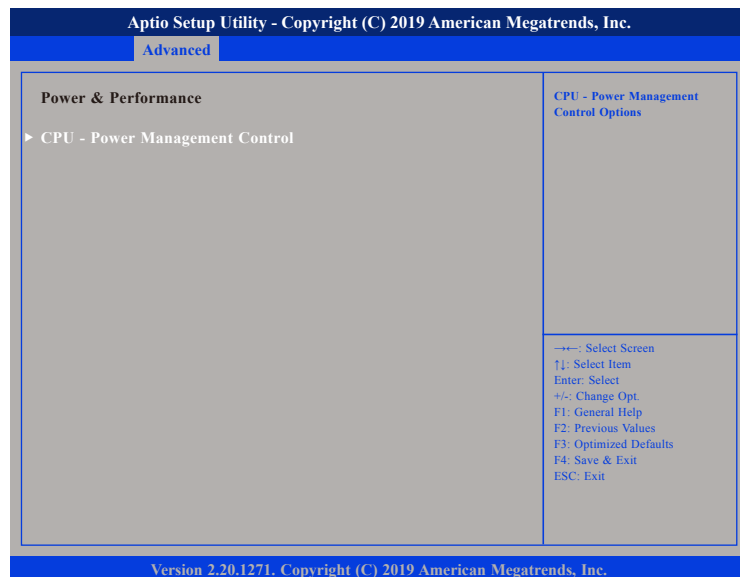 Aptio Setup Utility - Copyright (C) 2019 American Megatrends, Inc.
Advanced
Power & Performance
▶ CPU - Power Management Control
CPU - Power Management
Control Options
→←: Select Screen
↑↓: Select Item
Enter: Select
+/-: Change Opt.
F1: General Help
F2: Previous Values
F3: Optimized Defaults
F4: Save & Exit
ESC: Exit
Version 2.20.1271. Copyright (C) 2019 American Megatrends, Inc.